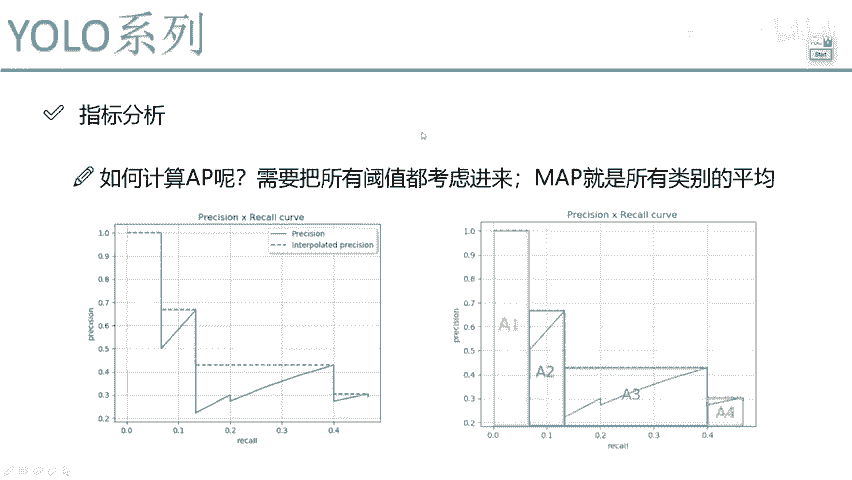 YOLO系列
Start
指标分析
如何计算AP呢？需要把所有阈值都考虑进来；MAP就是所有类别的平均
Precision x Recall curve
Precision
Interpolated precision
1.0
0.9
0.8
0.7
0.6
0.5
0.4
0.3
0.2
precision
0.0 0.1 0.2 0.3 0.4
recall
Precision x Recall curve
1.0
0.9
0.8
0.7
0.6
0.5
0.4
0.3
0.2
precision
A1
A2
A3
A4
0.0 0.1 0.2 0.3 0.4
recall